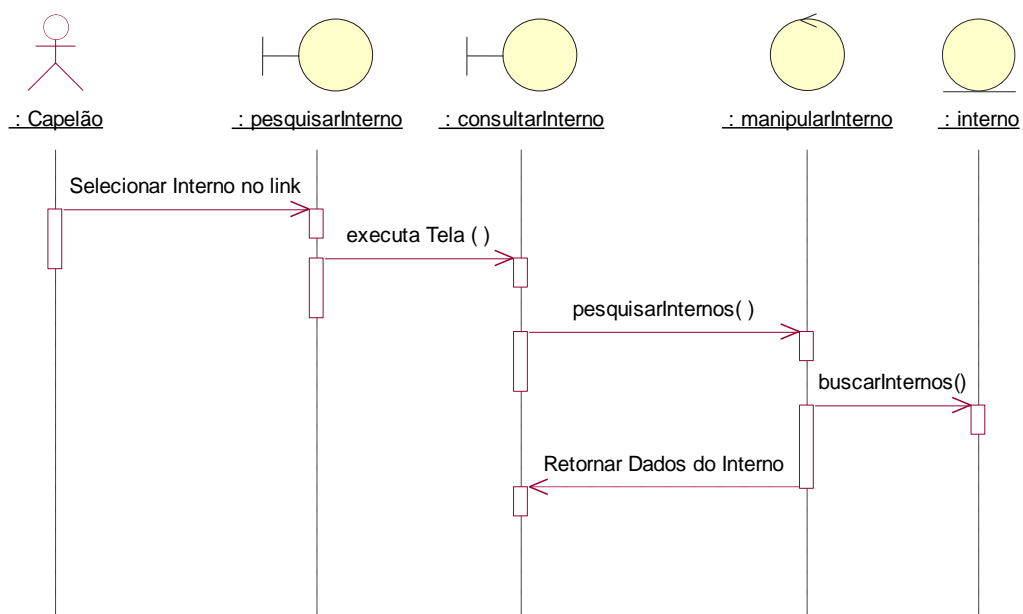 : Capelão
: pesquisarInterno
: consultarInterno
: manipularInterno
: interno
Selecionar Interno no link
executa Tela ( )
pesquisarInternos( )
buscarInternos()
Retornar Dados do Interno